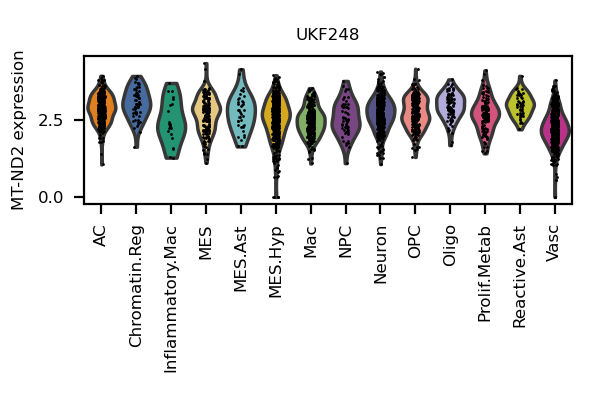 UKF248
MT-ND2 expression
2.5
0.0
AC
Chromatin.Reg
Inflammatory.Mac
MES
MES.Ast
MES.Hyp
Mac
NPC
Neuron
OPC
Oligo
Prolif.Metab
Reactive.Ast
Vasc